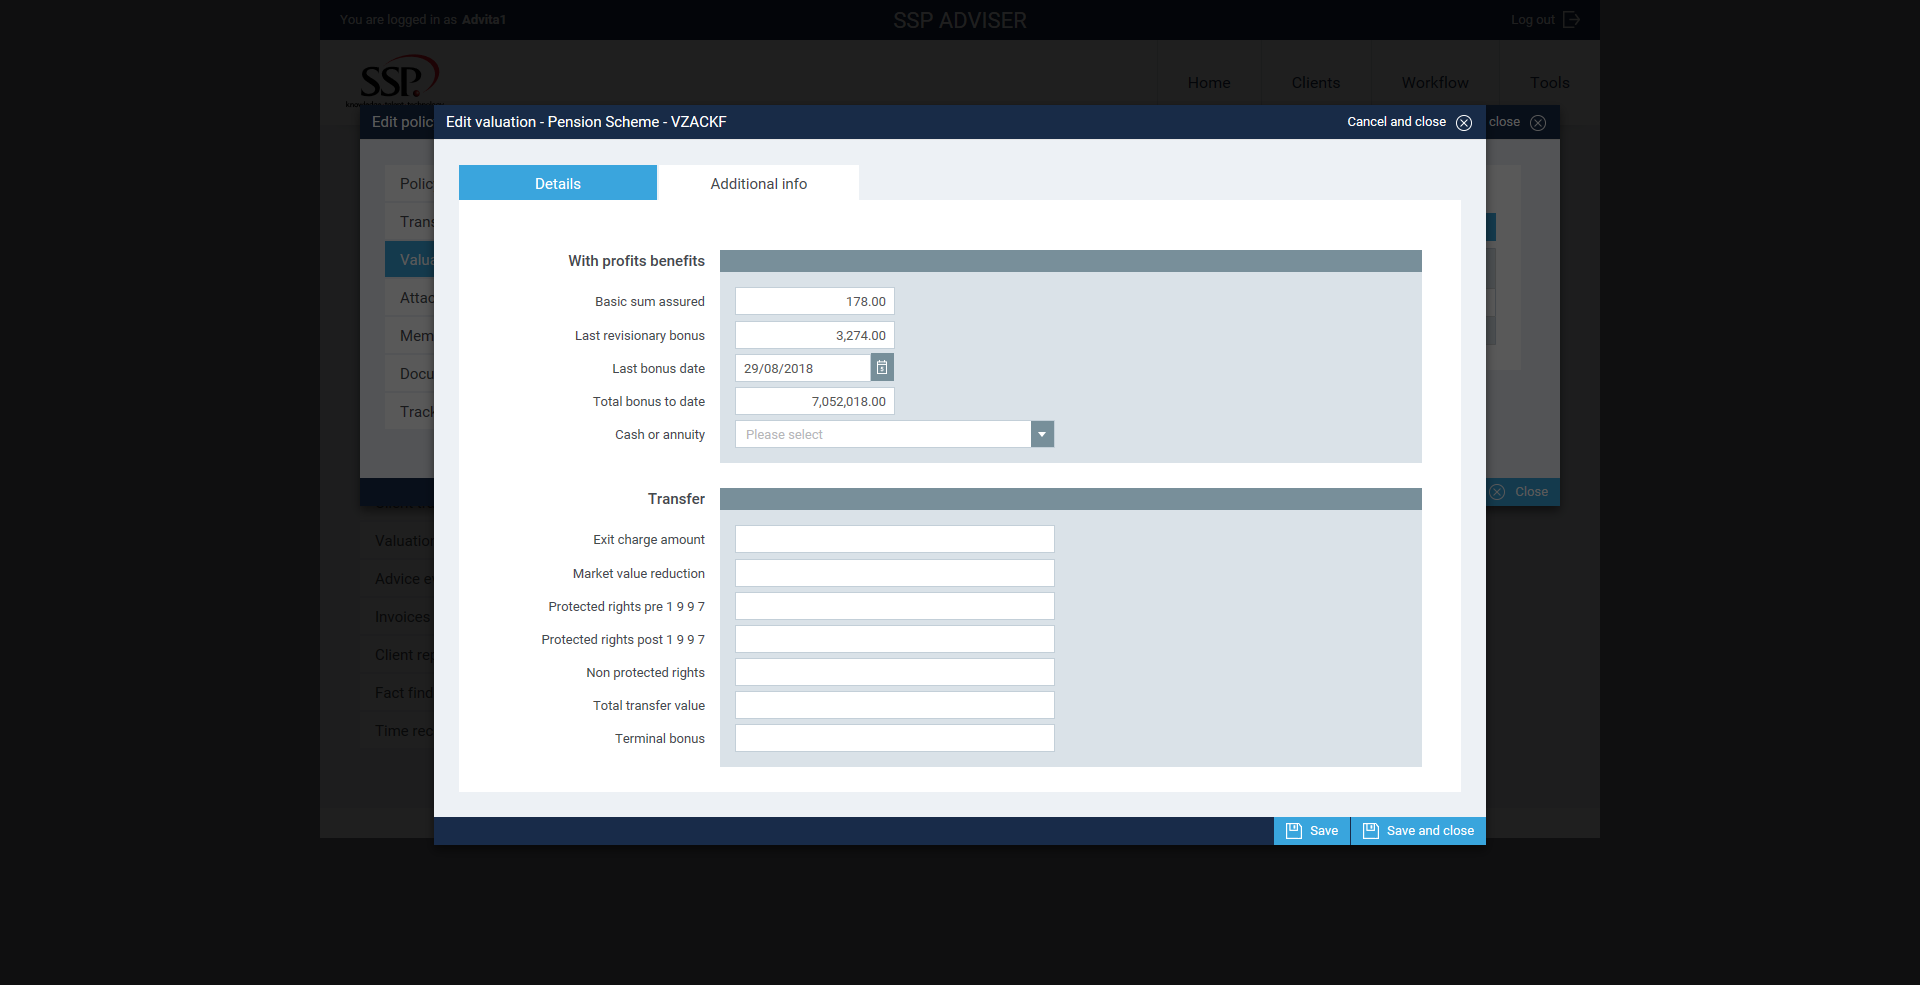 You are logged in as Advita1
SSP ADVISER
Log out
SSP
Home
Clients
Workflow
Tools
Edit polic
close
Edit valuation - Pension Scheme - VZACKF
Cancel and close
Polic
Trans
Valua
Attac
Mem
Docu
Track
Close
Valuation
Advice e
Invoices
Client rep
Fact find
Time rec
Details
Additional info
With profits benefits
Basic sum assured 178.00
Last revisionary bonus 3,274.00
Last bonus date 29/08/2018
Total bonus to date 7,052,018.00
Cash or annuity Please select
Transfer
Exit charge amount
Market value reduction
Protected rights pre 1 9 9 7
Protected rights post 1 9 9 7
Non protected rights
Total transfer value
Terminal bonus
Save
Save and close